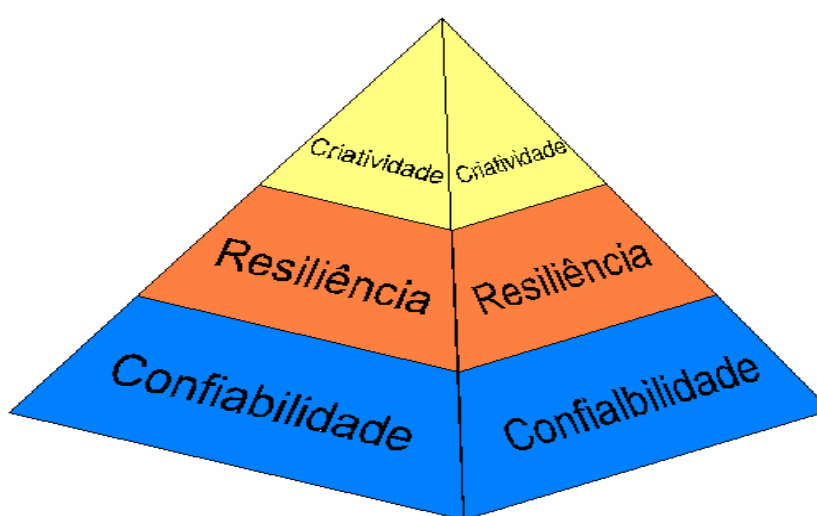 Criatividade
Criatividade
Resiliência
Resiliência
Confiabilidade
Confialbilidade